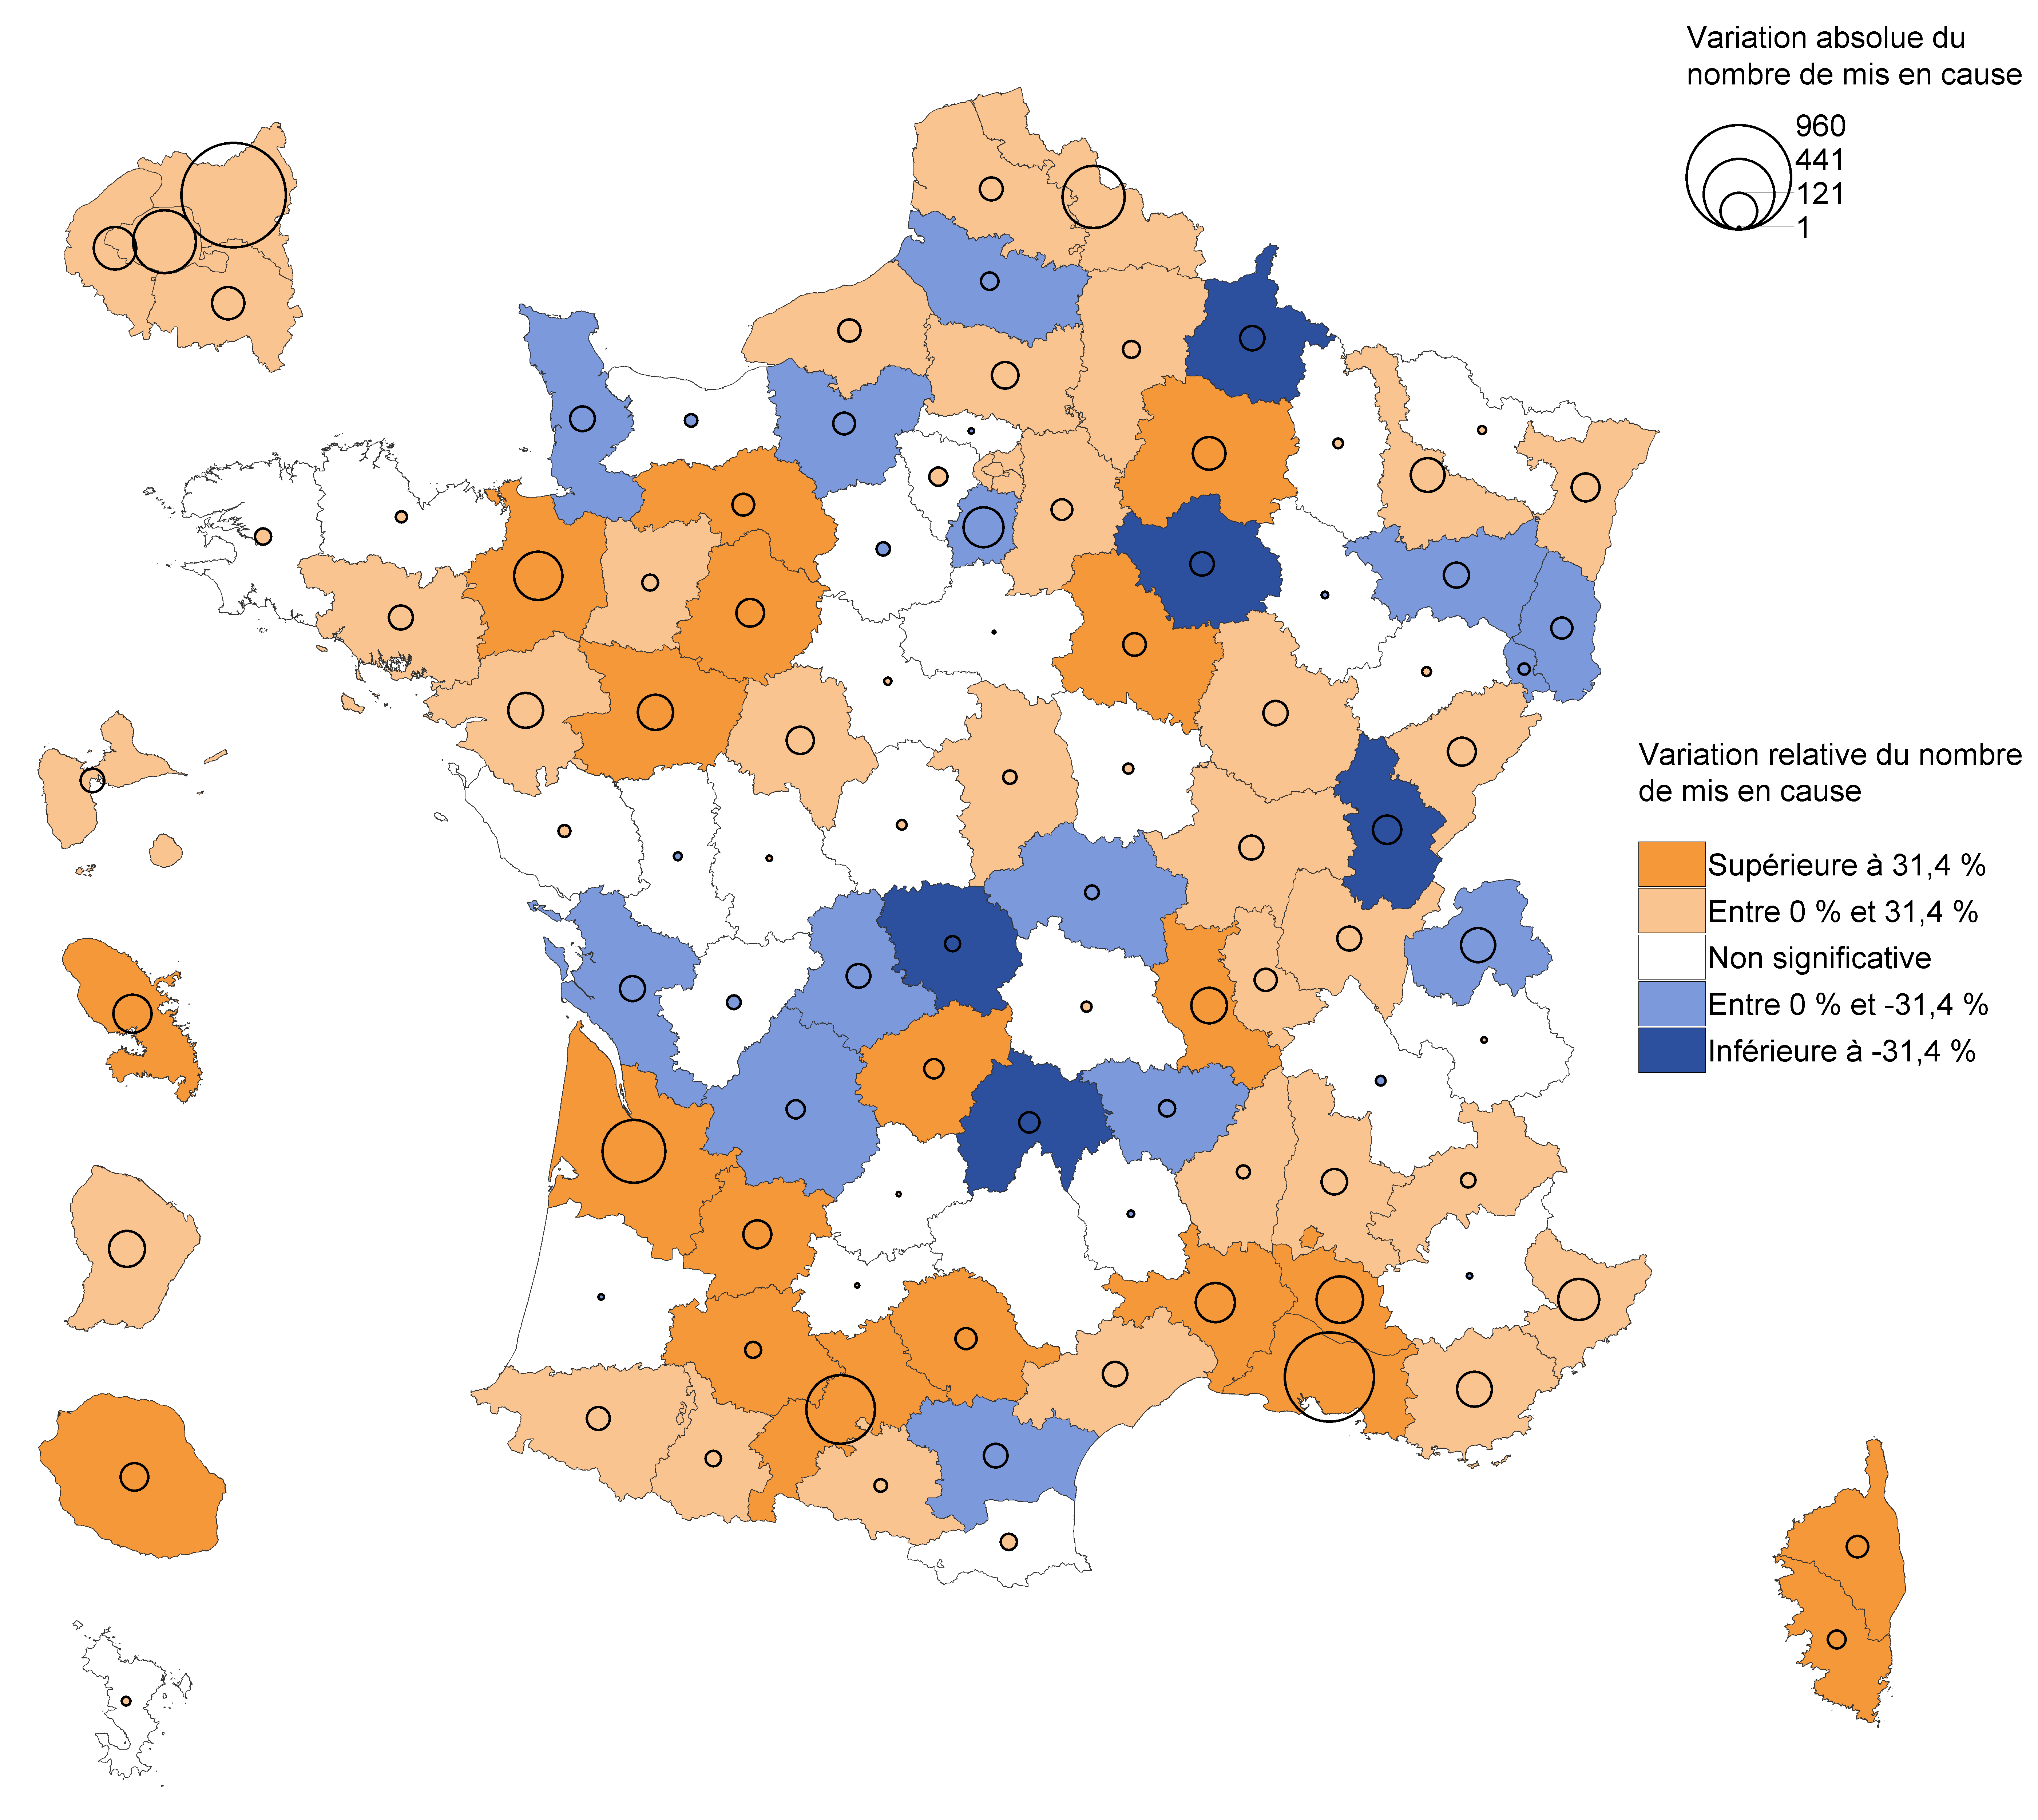 Variation absolue du
nombre de mis en cause
960
441
121
1
Variation relative du nombre
de mis en cause
Supérieure à 31,4 %
Entre 0 % et 31,4 %
Non significative
Entre 0 % et -31,4 %
Inférieure à -31,4 %